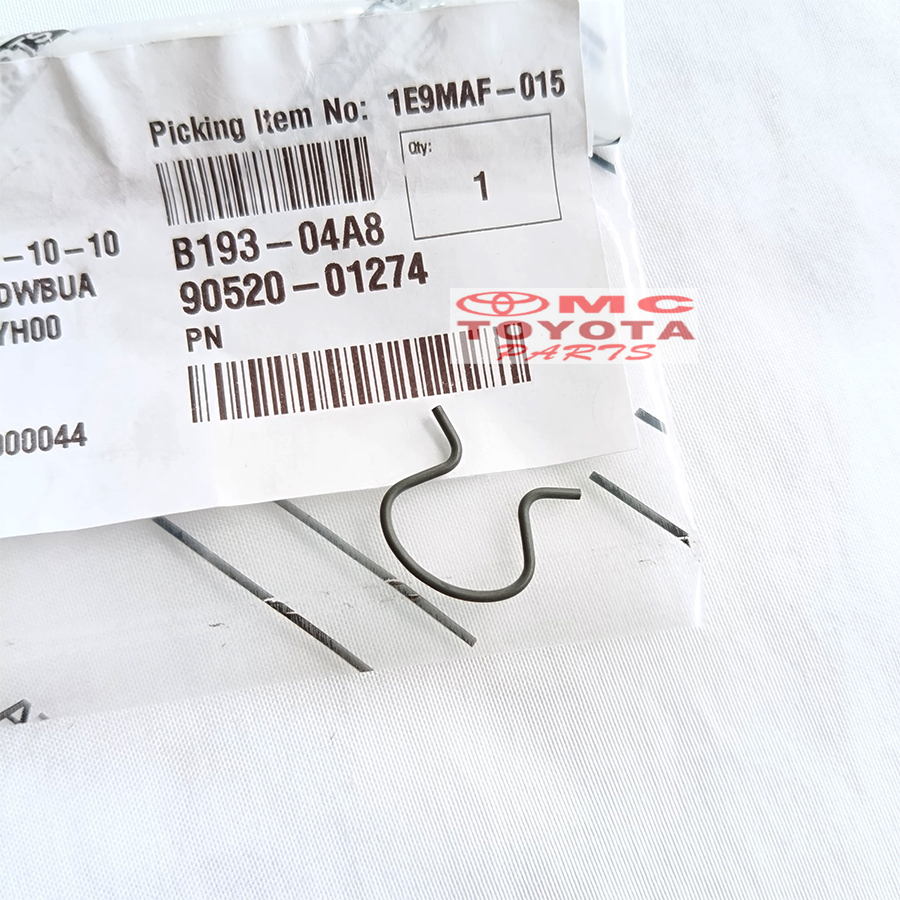 Picking Item No: 1E9MAF-015
Qty:
1
B193-04A8
90520-01274
PN
-10-10
DWBUA
YH00
000044
MC
TOYOTA
PARTS